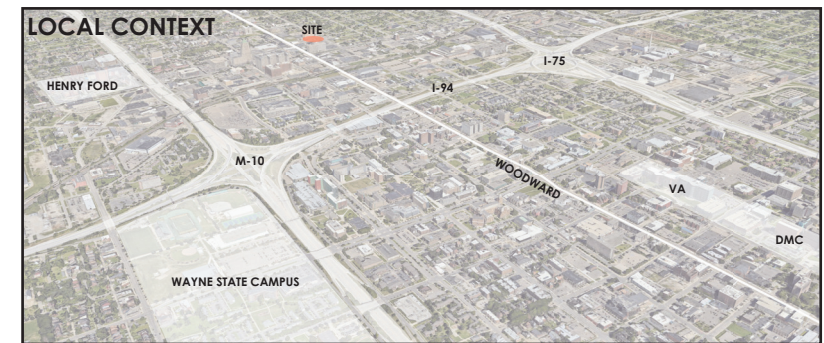 LOCAL CONTEXT
SITE
HENRY FORD
I-75
I-94
M-10
WOODWARD
VA
DMC
WAYNE STATE CAMPUS